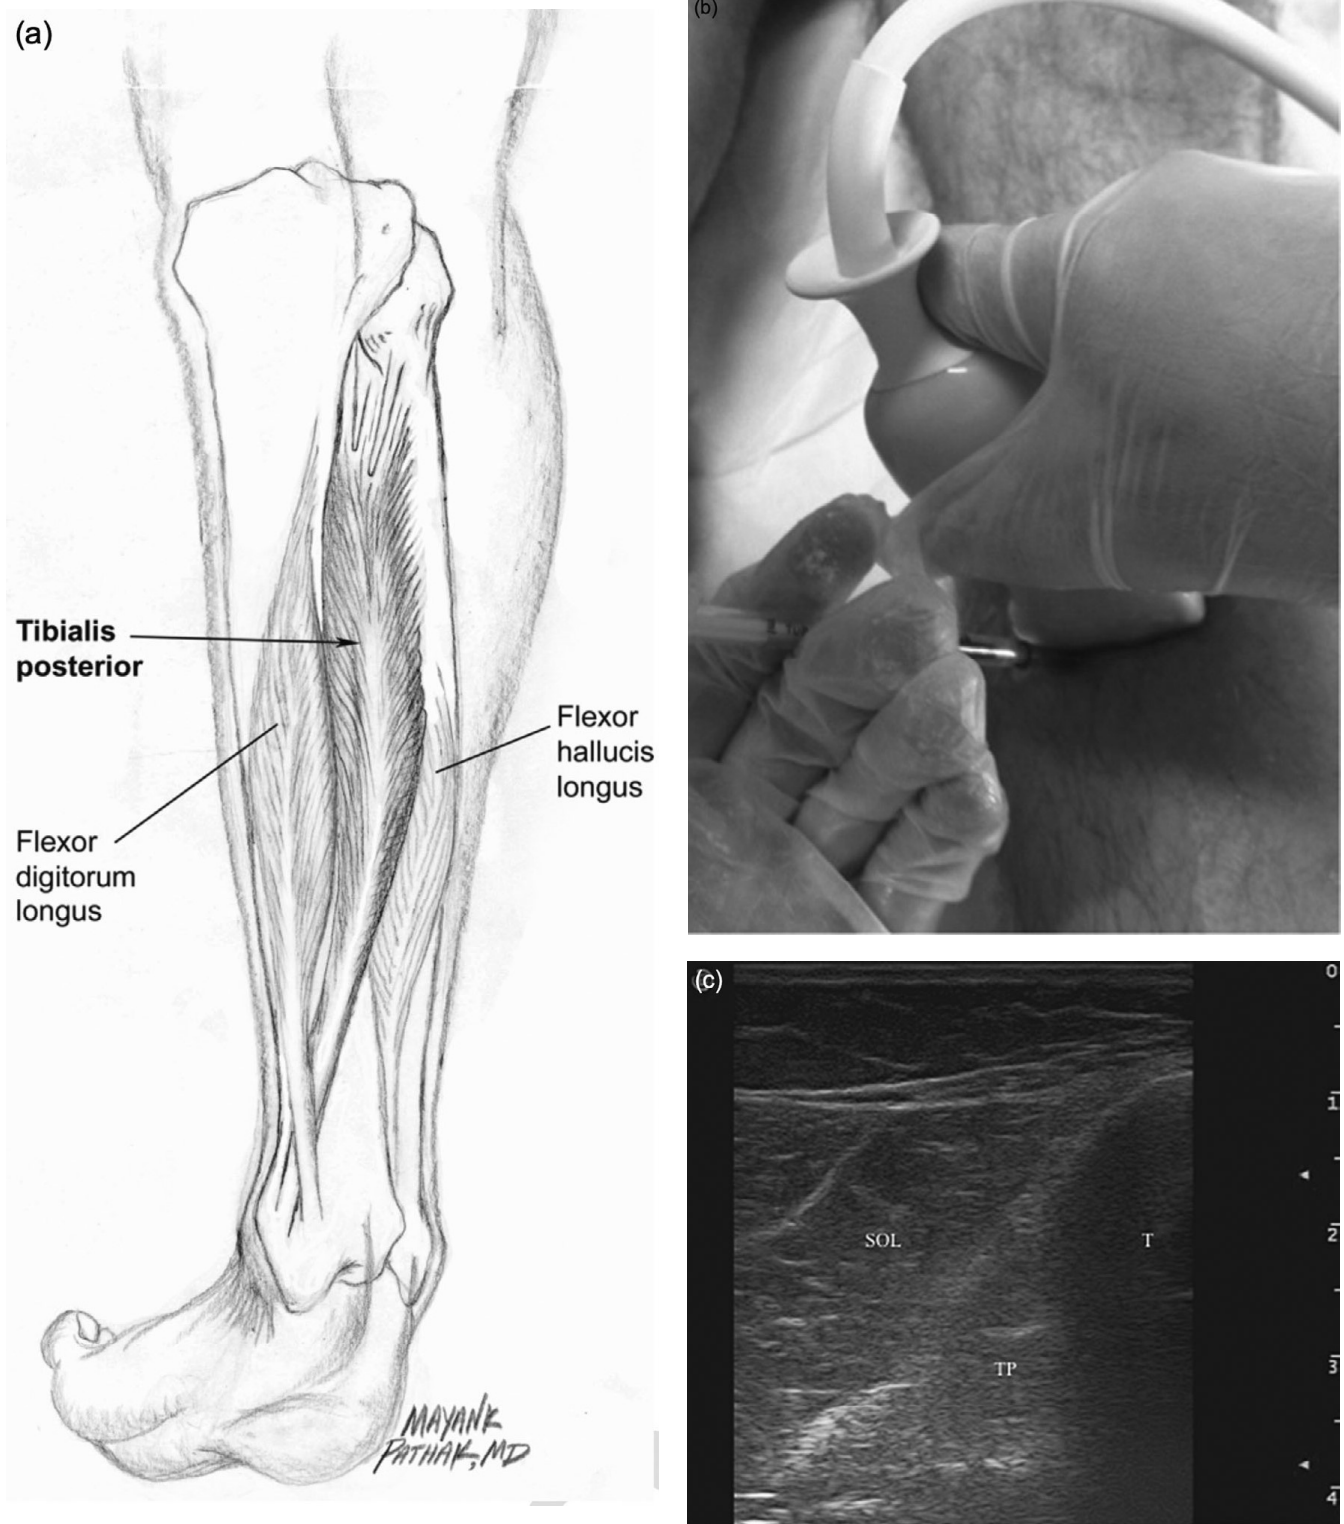 (a)
Tibialis
posterior
Flexor
hallucis
longus
Flexor
digitorum
longus
MAYANK
PATHAK, MD
(b)
(c)
0
1
2
3
4
SOL
T
TP